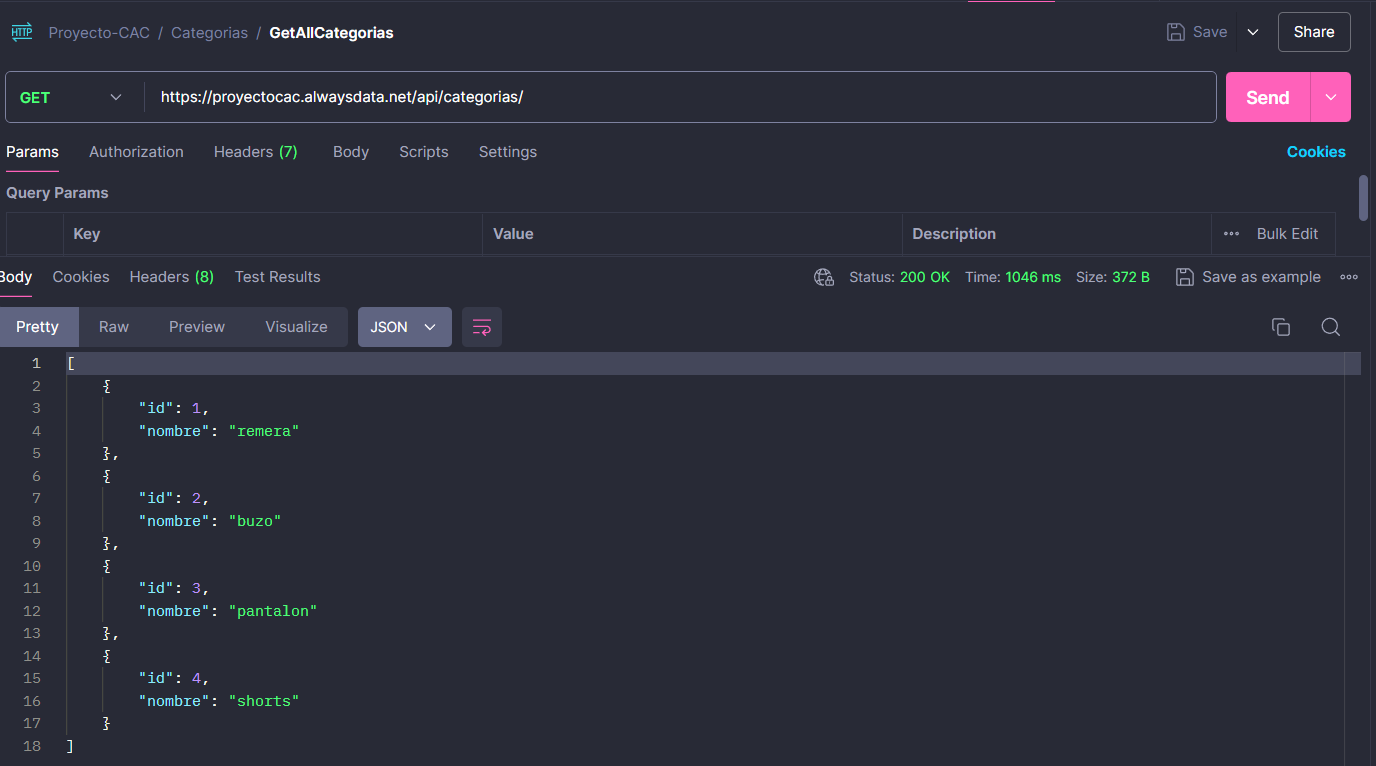 HTTP Proyecto-CAC / Categorias / GetAllCategorias Save Share
GET https://proyectocac.alwaysdata.net/api/categorias/ Send
Params Authorization Headers (7) Body Scripts Settings Cookies
Query Params
Key Value Description ••• Bulk Edit
Body Cookies Headers (8) Test Results Status: 200 OK Time: 1046 ms Size: 372 B Save as example •••
Pretty Raw Preview Visualize JSON
1 [
2 {
3 "id": 1,
4 "nombre": "remera"
5 },
6 {
7 "id": 2,
8 "nombre": "buzo"
9 },
10 {
11 "id": 3,
12 "nombre": "pantalon"
13 },
14 {
15 "id": 4,
16 "nombre": "shorts"
17 }
18 ]